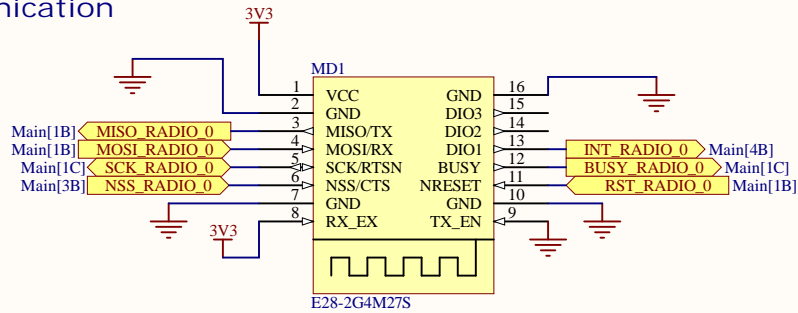 nication
3V3
MD1
1 VCC GND 16
2 GND DIO3 15
Main[1B] MISO_RADIO_0 3 MISO/TX DIO2 14
Main[1B] MOSI_RADIO_0 4 MOSI/RX DIO1 13 INT_RADIO_0 Main[4B]
Main[1C] SCK_RADIO_0 5 SCK/RTSN BUSY 12 BUSY_RADIO_0 Main[1C]
Main[3B] NSS_RADIO_0 6 NSS/CTS NRESET 11 RST_RADIO_0 Main[1B]
7 GND GND 10
3V3 8 RX_EX TX_EN 9
E28-2G4M27S